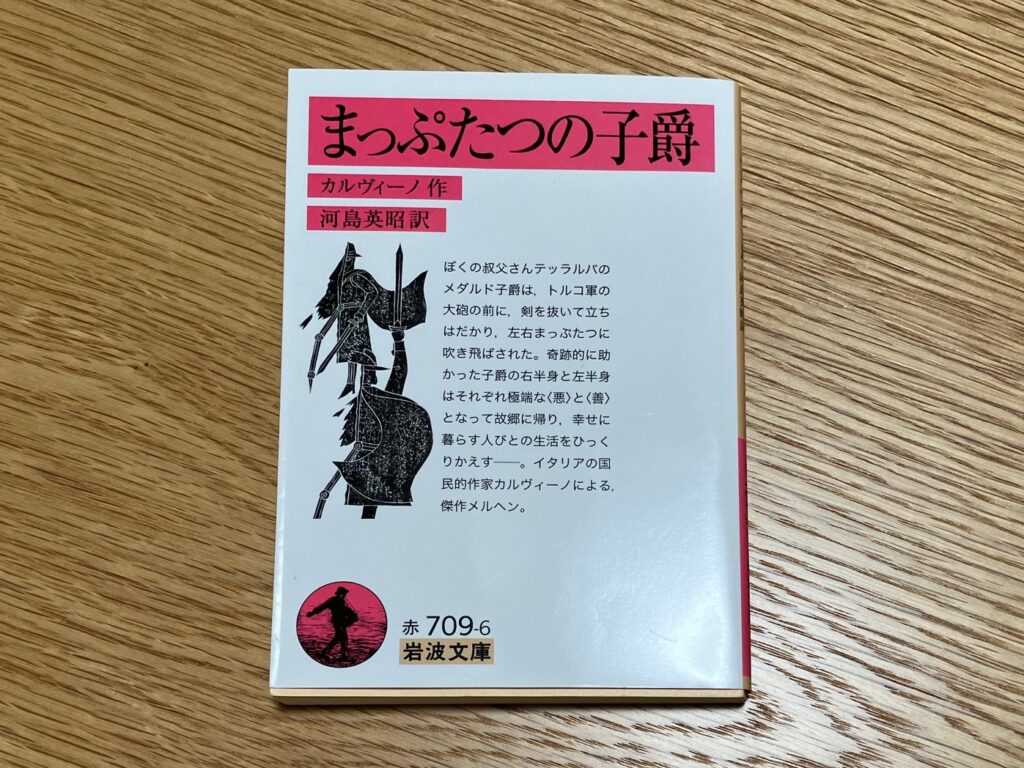 まっぷたつの子爵
カルヴィーノ作
河島英昭訳
ぼくの叔父さんテッラルバの
メダルド子爵は，トルコ軍の
大砲の前に，剣を抜いて立ち
はだかり，左右まっぷたつに
吹き飛ばされた。奇跡的に助
かった子爵の右半身と左半身
はそれぞれ極端な〈悪〉と〈善〉
となって故郷に帰り，幸せに
暮らす人びとの生活をひっく
りかえす――。イタリアの国
民的作家カルヴィーノによる，
傑作メルヘン。
赤 709-6
岩波文庫